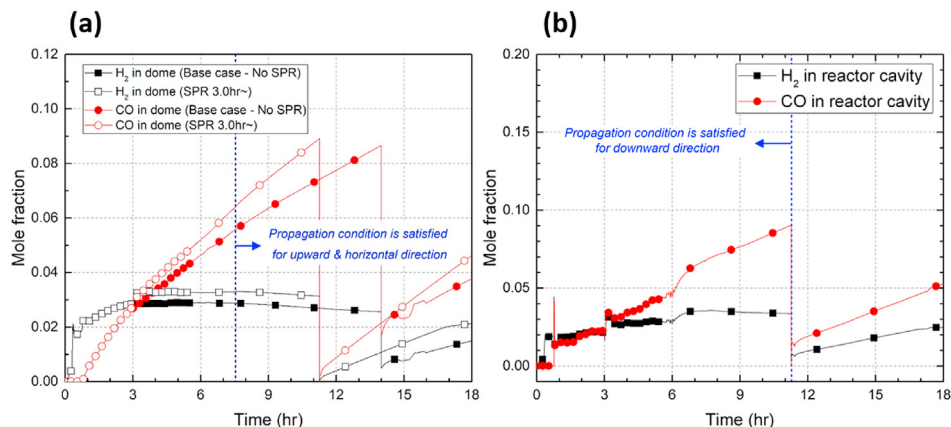 (a)
0.12
0.10
0.08
0.06
0.04
0.02
0.00
Mole fraction
H₂ in dome (Base case - No SPR)
H₂ in dome (SPR 3.0hr~)
CO in dome (Base case - No SPR)
CO in dome (SPR 3.0hr~)
Propagation condition is satisfied
for upward & horizontal direction
0 3 6 9 12 15 18
Time (hr)
(b)
0.20
0.15
0.10
0.05
0.00
Mole fraction
H₂ in reactor cavity
CO in reactor cavity
Propagation condition is satisfied
for downward direction
0 3 6 9 12 15 18
Time (hr)